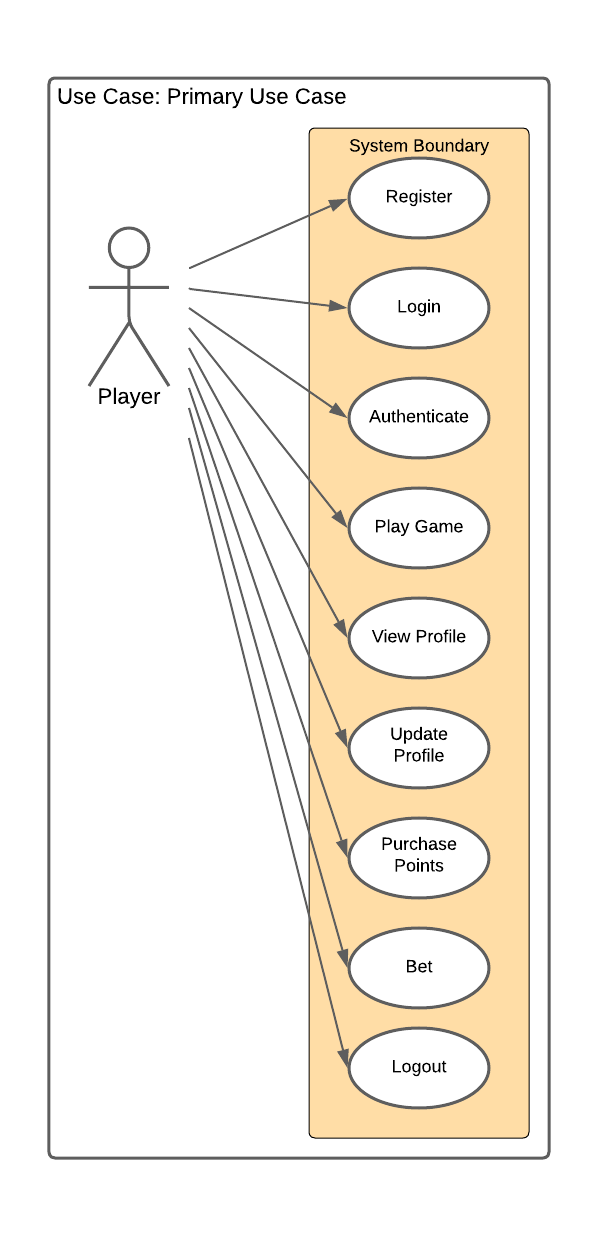 Use Case: Primary Use Case
System Boundary
Register
Login
Player
Authenticate
Play Game
View Profile
Update
Profile
Purchase
Points
Bet
Logout